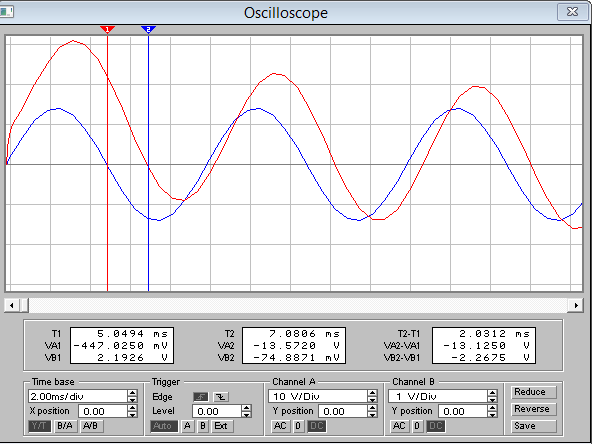 Oscilloscope
1 2
T1 5.0494 ms T2 7.0806 ms T2-T1 2.0312 ms
VA1 -447.0250 mV VA2 -13.5720 V VA2-VA1 -13.1250 V
VB1 2.1926 V VB2 -74.8871 mV VB2-VB1 -2.2675 V
Time base Trigger Channel A Channel B Reduce
2.00ms/div Edge 10 V/Div 1 V/Div
X position 0.00 Level 0.00 Y position 0.00 Y position 0.00 Reverse
Y/T B/A A/B Auto A B Ext AC 0 DC AC 0 DC Save